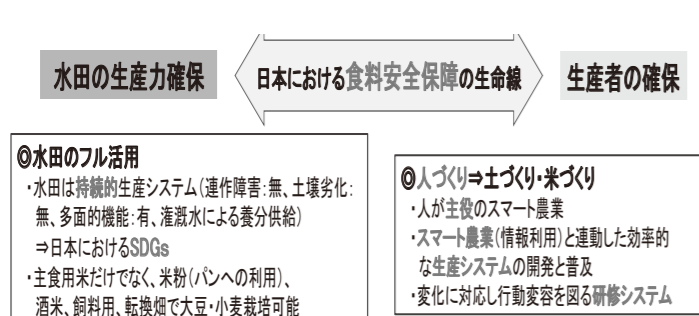 水田の生産力確保
日本における食料安全保障の生命線
生産者の確保
◎水田のフル活用
・水田は持続的生産システム(連作障害:無、土壌劣化:
無、多面的機能:有、灌漑水による養分供給)
⇒日本におけるSDGs
・主食用米だけでなく、米粉(パンへの利用)、
酒米、飼料用、転換畑で大豆・小麦栽培可能
◎人づくり⇒土づくり・米づくり
・人が主役のスマート農業
・スマート農業(情報利用)と連動した効率的
な生産システムの開発と普及
・変化に対応し行動変容を図る研修システム